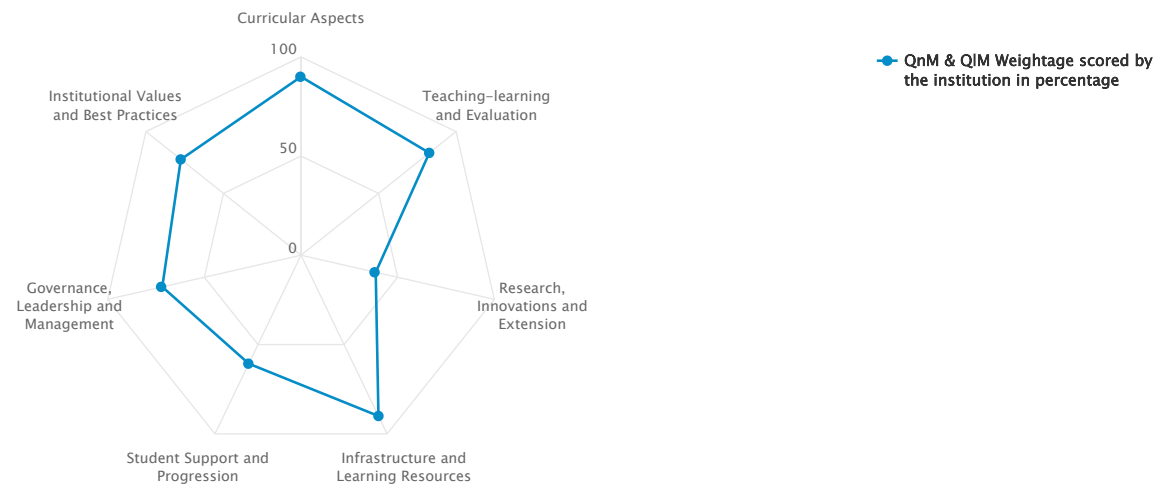 Curricular Aspects
100
QnM & QlM Weightage scored by
the institution in percentage
Institutional Values
and Best Practices
Teaching-learning
and Evaluation
50
0
Governance,
Leadership and
Management
Research,
Innovations and
Extension
Student Support and
Progression
Infrastructure and
Learning Resources